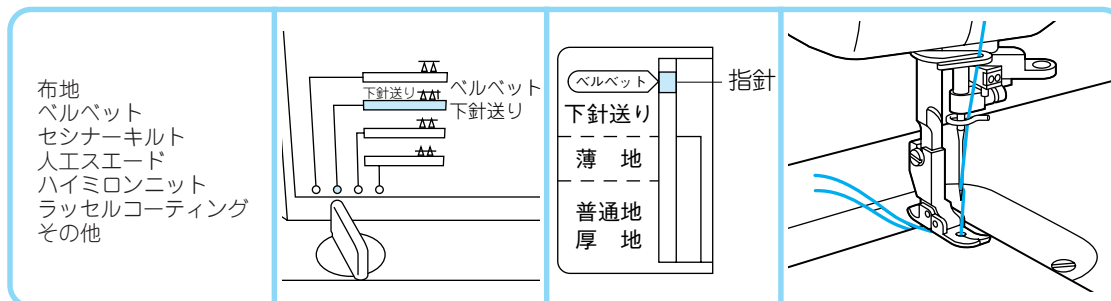 布地
ベルベット
セシナーキルト
人工スエード
ハイミロンニット
ラッセルコーティング
その他
下針送り
ベルベット
下針送り
ベルベット
指針
下針送り
薄 地
普通地
厚 地